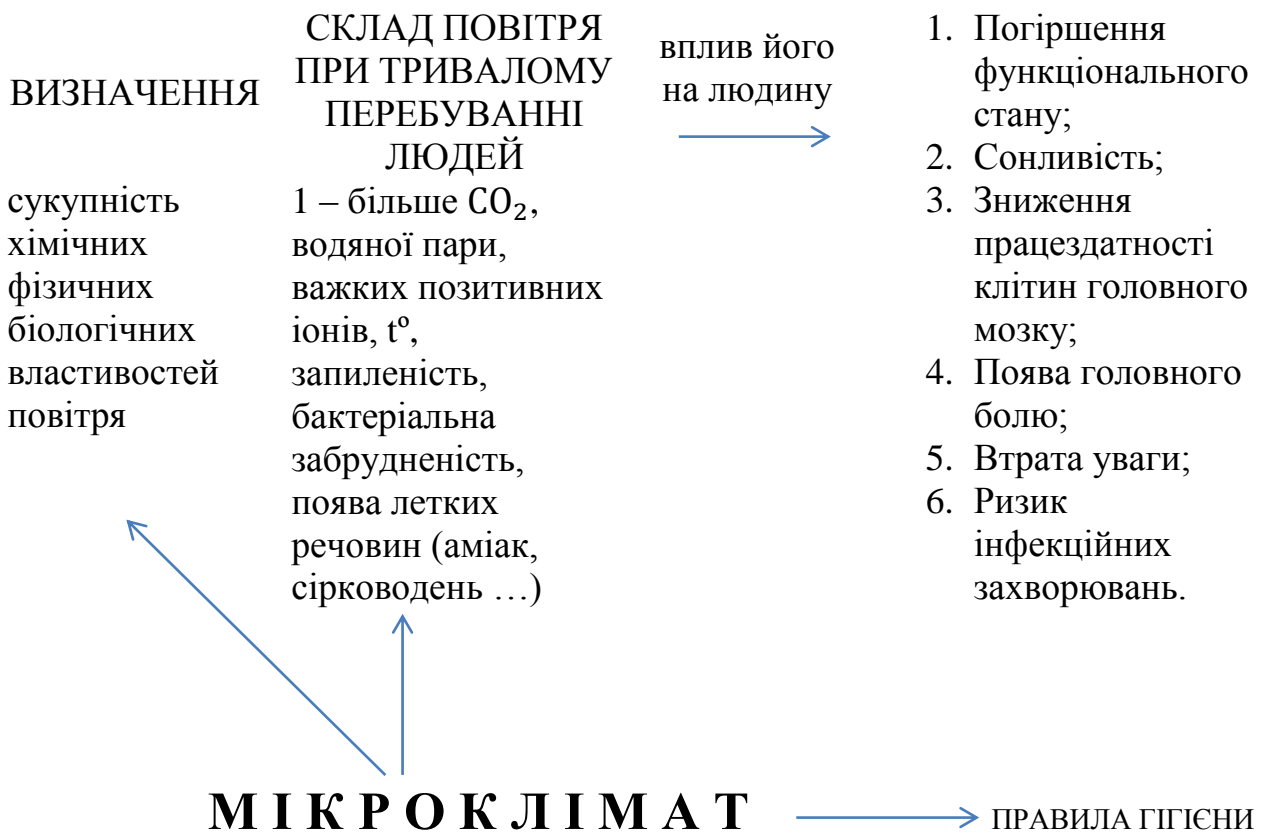 ВИЗНАЧЕННЯ
сукупність
хімічних
фізичних
біологічних
властивостей
повітря
СКЛАД ПОВІТРЯ
ПРИ ТРИВАЛОМУ
ПЕРЕБУВАННІ
ЛЮДЕЙ
1 – більше CO₂,
водяної пари,
важких позитивних
іонів, tº,
запиленість,
бактеріальна
забрудненість,
поява летких
речовин (аміак,
сірководень …)
вплив його
на людину
1. Погіршення
функціонального
стану;
2. Сонливість;
3. Зниження
працездатності
клітин головного
мозку;
4. Поява головного
болю;
5. Втрата уваги;
6. Ризик
інфекційних
захворювань.
М І К Р О К Л І М А Т
ПРАВИЛА ГІГІЄНИ